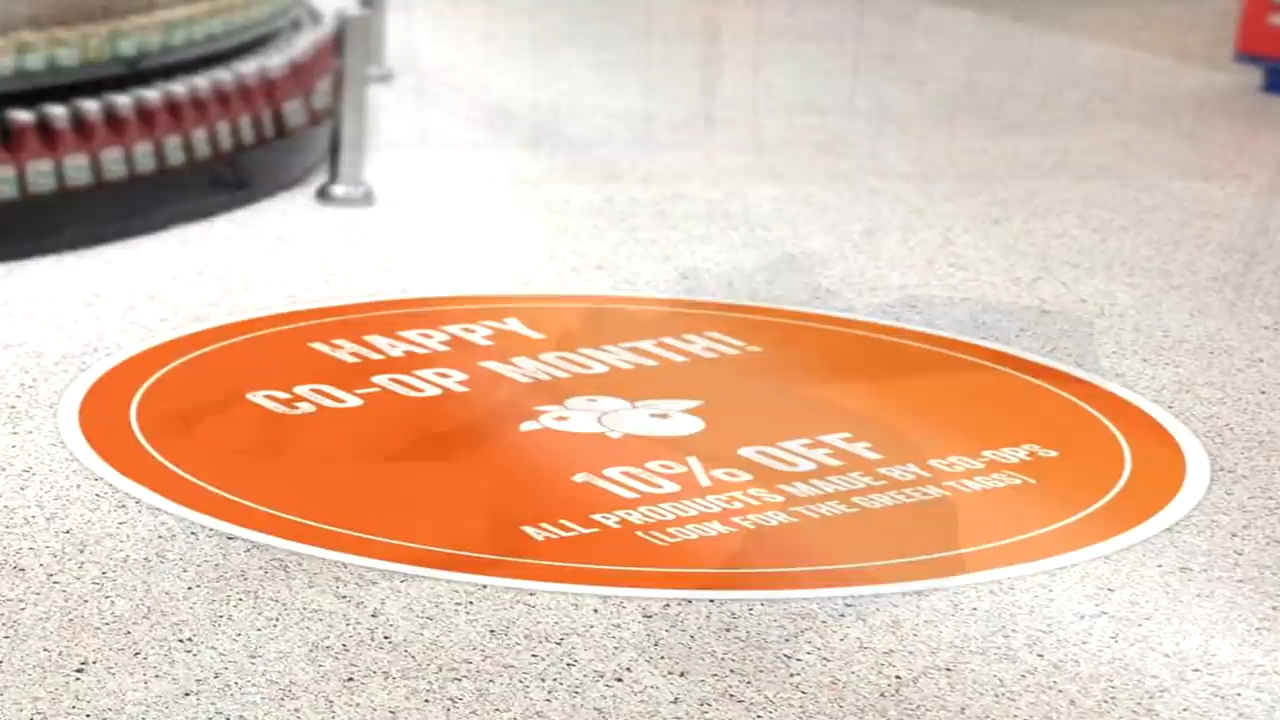 HAPPY
CO-OP MONTH!
10% OFF
ALL PRODUCTS MADE BY CO-OPS
(LOOK FOR THE GREEN TAGS)